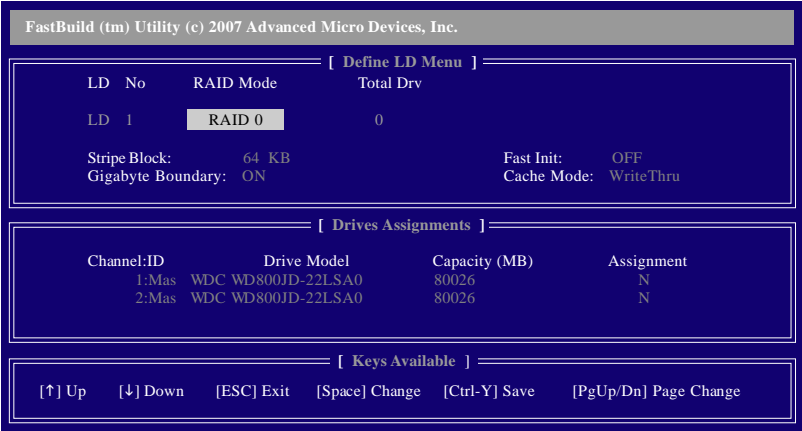 FastBuild (tm) Utility (c) 2007 Advanced Micro Devices, Inc.
[ Define LD Menu ]
LD No RAID Mode Total Drv
LD 1 RAID 0 0
Stripe Block: 64 KB Fast Init: OFF
Gigabyte Boundary: ON Cache Mode: WriteThru
[ Drives Assignments ]
Channel:ID Drive Model Capacity (MB) Assignment
1:Mas WDC WD800JD-22LSA0 80026 N
2:Mas WDC WD800JD-22LSA0 80026 N
[ Keys Available ]
[↑] Up [↓] Down [ESC] Exit [Space] Change [Ctrl-Y] Save [PgUp/Dn] Page Change